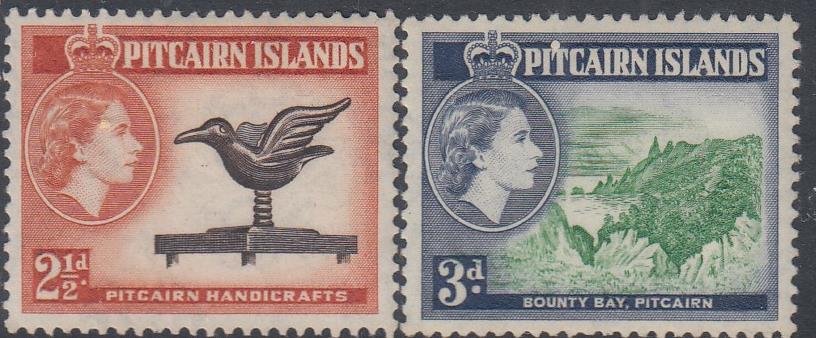 PITCAIRN ISLANDS
2½d.
PITCAIRN HANDICRAFTS
PITCAIRN ISLANDS
3d.
BOUNTY BAY, PITCAIRN